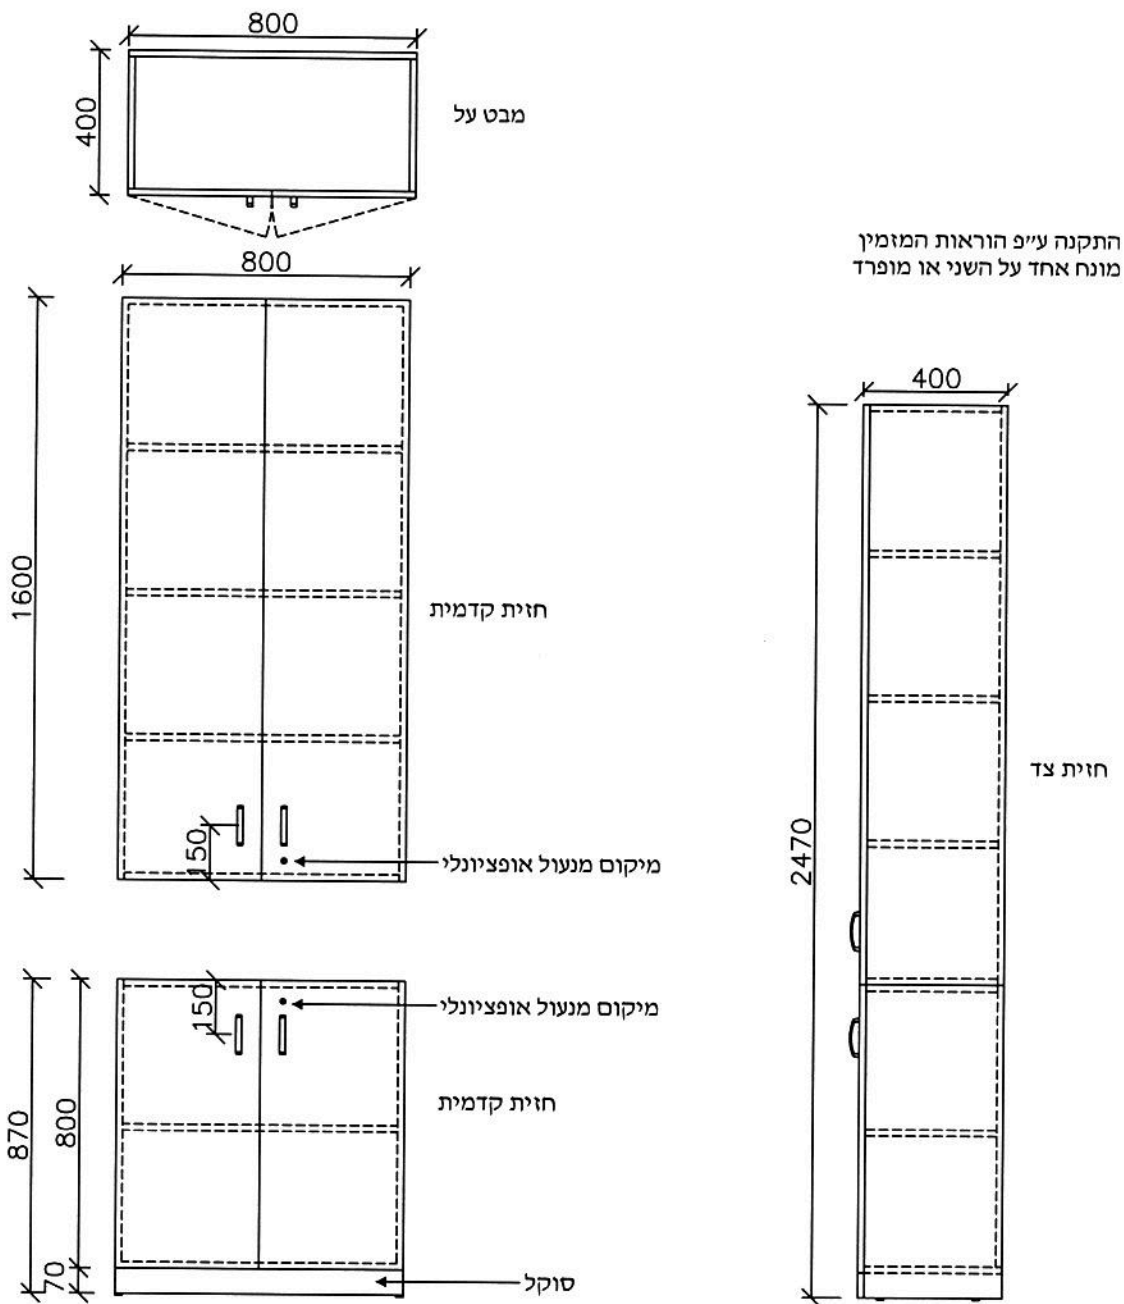 800
400
מבט על
התקנה ע״פ הוראות המזמין
מונח אחד על השני או מופרד
800
1600
חזית קדמית
150
מיקום מנעול אופציונלי
400
2470
חזית צד
150
מיקום מנעול אופציונלי
חזית קדמית
870
800
70
סוקל